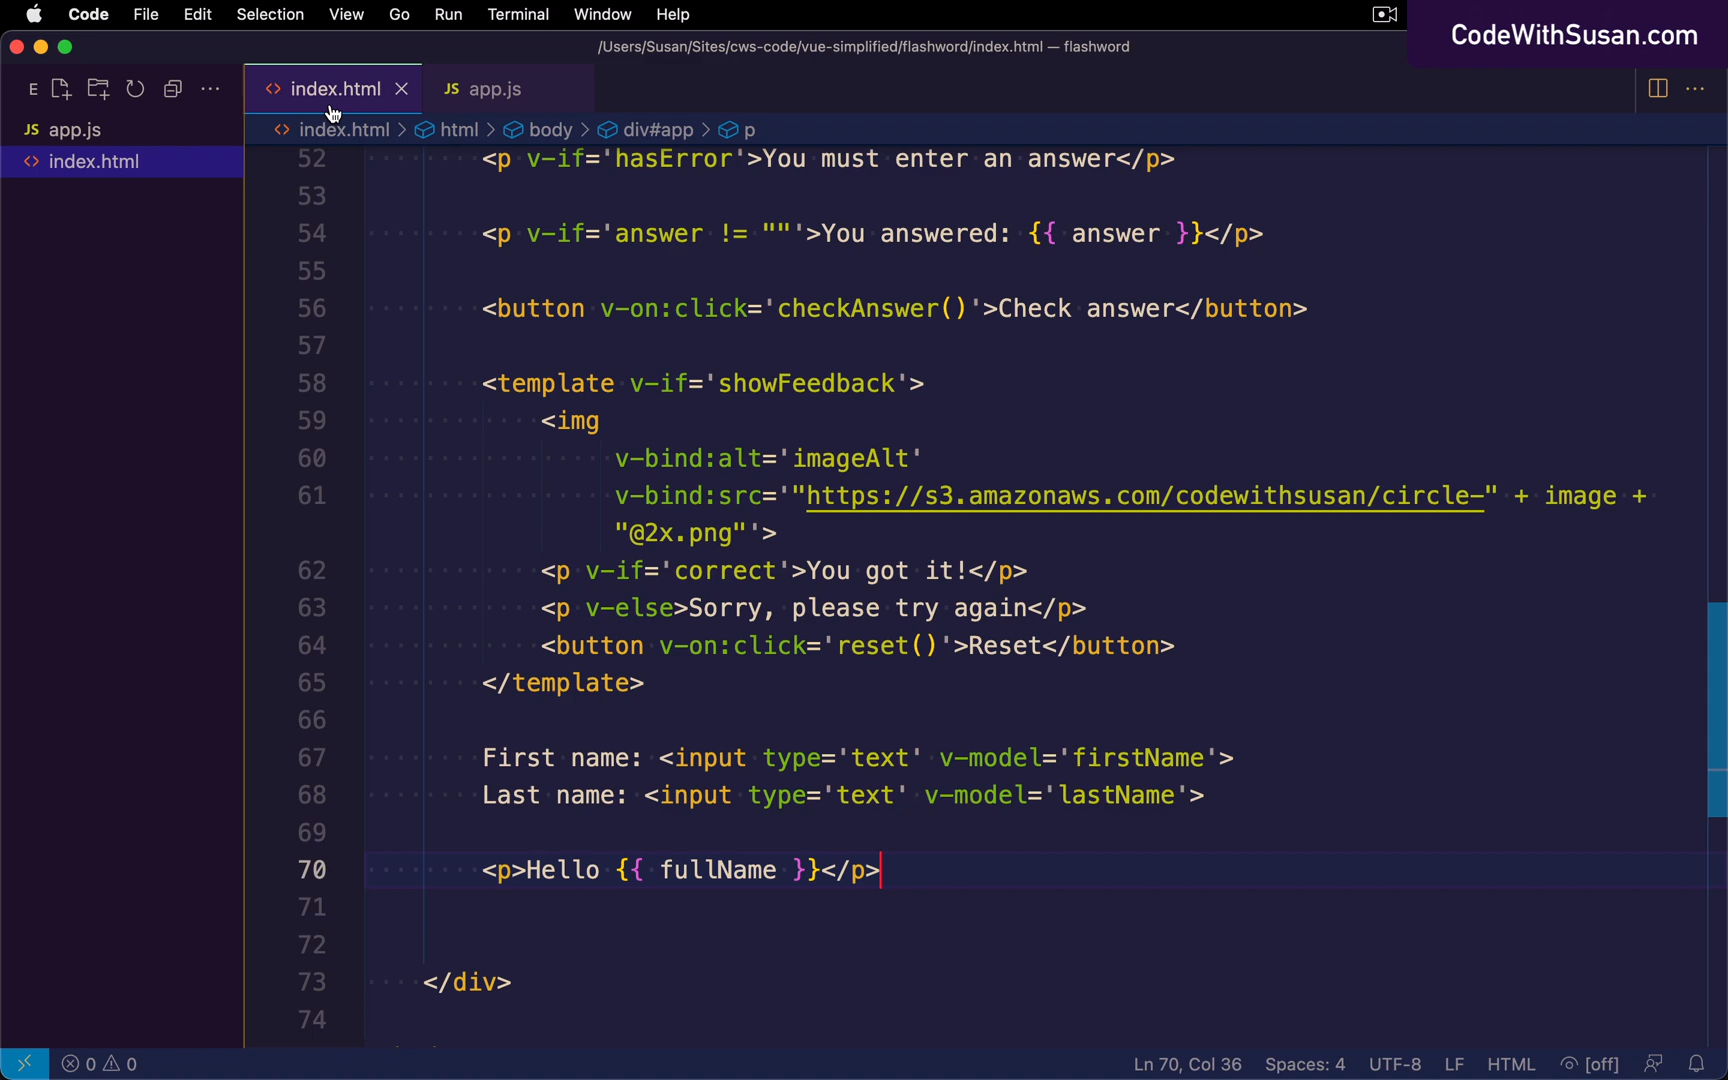 Code File Edit Selection View Go Run Terminal Window Help
CodeWithSusan.com
/Users/Susan/Sites/cws-code/vue-simplified/flashword/index.html — flashword
E
<> index.html
JS app.js
JS app.js
<> index.html
<> index.html > html > body > div#app > p
52 <p v-if='hasError'>You must enter an answer</p>
53
54 <p v-if='answer != ""'>You answered: {{ answer }}</p>
55
56 <button v-on:click='checkAnswer()'>Check answer</button>
57
58 <template v-if='showFeedback'>
59 <img
60 v-bind:alt='imageAlt'
61 v-bind:src='"https://s3.amazonaws.com/codewithsusan/circle-" + image +
"@2x.png"'>
62 <p v-if='correct'>You got it!</p>
63 <p v-else>Sorry, please try again</p>
64 <button v-on:click='reset()'>Reset</button>
65 </template>
66
67 First name: <input type='text' v-model='firstName'>
68 Last name: <input type='text' v-model='lastName'>
69
70 <p>Hello {{ fullName }}</p>
71
72
73 </div>
74
0 0
Ln 70, Col 36 Spaces: 4 UTF-8 LF HTML [off]